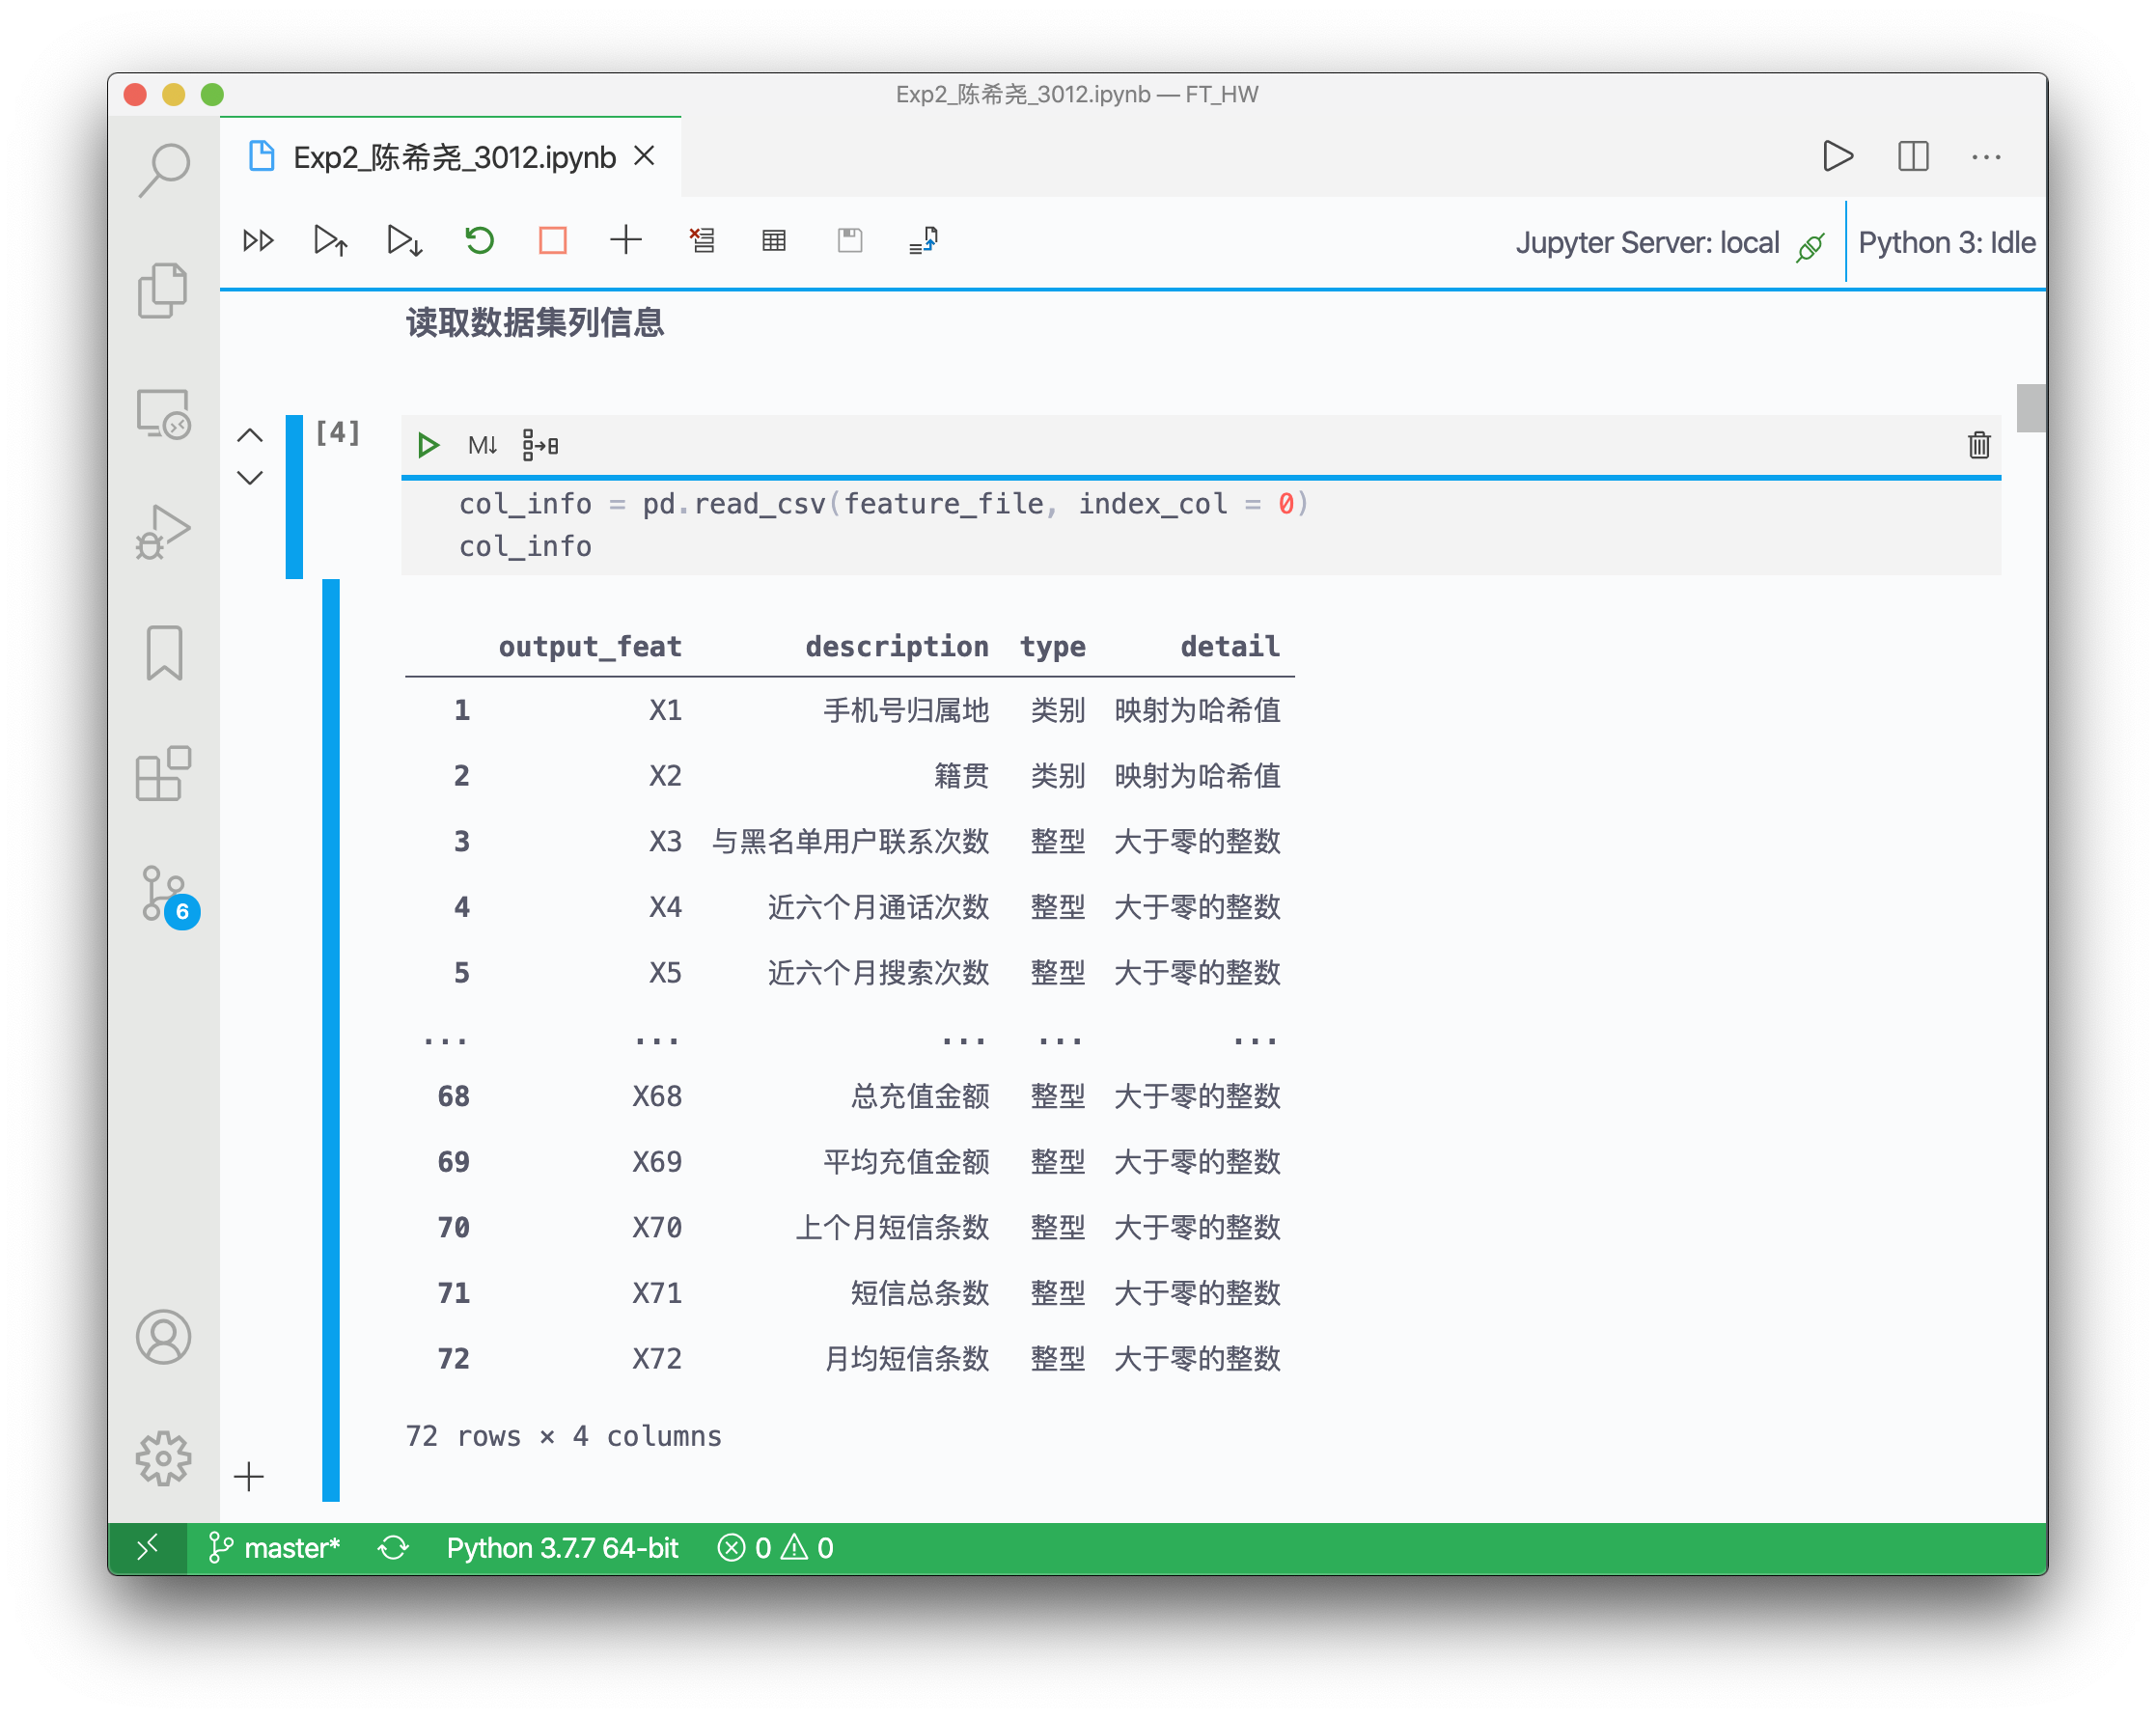 Exp2_陈希尧_3012.ipynb — FT_HW
Exp2_陈希尧_3012.ipynb
Jupyter Server: local Python 3: Idle
读取数据集列信息
[4]
M↓
col_info = pd.read_csv(feature_file, index_col = 0)
col_info
output_feat description type detail
1 X1 手机号归属地 类别 映射为哈希值
2 X2 籍贯 类别 映射为哈希值
3 X3 与黑名单用户联系次数 整型 大于零的整数
4 X4 近六个月通话次数 整型 大于零的整数
5 X5 近六个月搜索次数 整型 大于零的整数
... ... ... ... ...
68 X68 总充值金额 整型 大于零的整数
69 X69 平均充值金额 整型 大于零的整数
70 X70 上个月短信条数 整型 大于零的整数
71 X71 短信总条数 整型 大于零的整数
72 X72 月均短信条数 整型 大于零的整数
72 rows × 4 columns
6
master* Python 3.7.7 64-bit 0 0